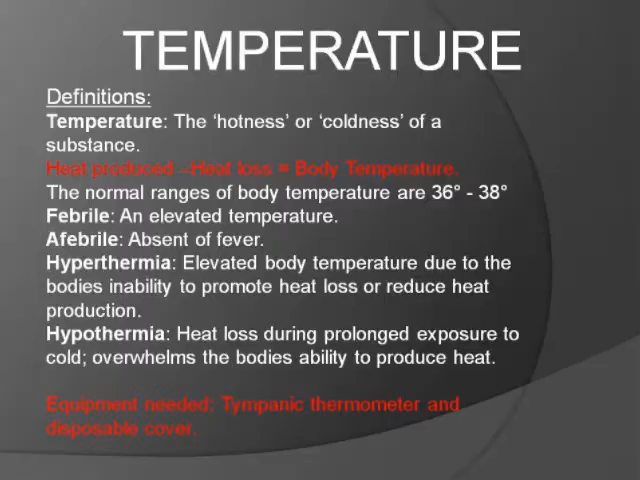 TEMPERATURE
Definitions:
Temperature: The ‘hotness’ or ‘coldness’ of a
substance.
Heat produced –Heat loss = Body Temperature.
The normal ranges of body temperature are 36° - 38°
Febrile: An elevated temperature.
Afebrile: Absent of fever.
Hyperthermia: Elevated body temperature due to the
bodies inability to promote heat loss or reduce heat
production.
Hypothermia: Heat loss during prolonged exposure to
cold; overwhelms the bodies ability to produce heat.
Equipment needed: Tympanic thermometer and
disposable cover.